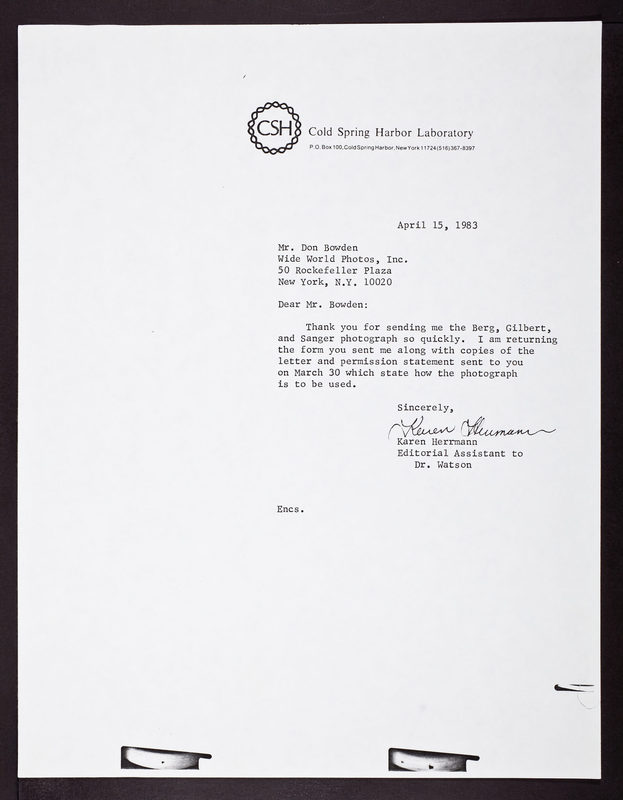 CSH
Cold Spring Harbor Laboratory
P.O. Box 100, Cold Spring Harbor, New York 11724 (516) 367-8397
April 15, 1983
Mr. Don Bowden
Wide World Photos, Inc.
50 Rockefeller Plaza
New York, N.Y. 10020
Dear Mr. Bowden:
Thank you for sending me the Berg, Gilbert,
and Sanger photograph so quickly. I am returning
the form you sent me along with copies of the
letter and permission statement sent to you
on March 30 which state how the photograph
is to be used.
Sincerely,
Karen Herrmann
Karen Herrmann
Editorial Assistant to
Dr. Watson
Encs.